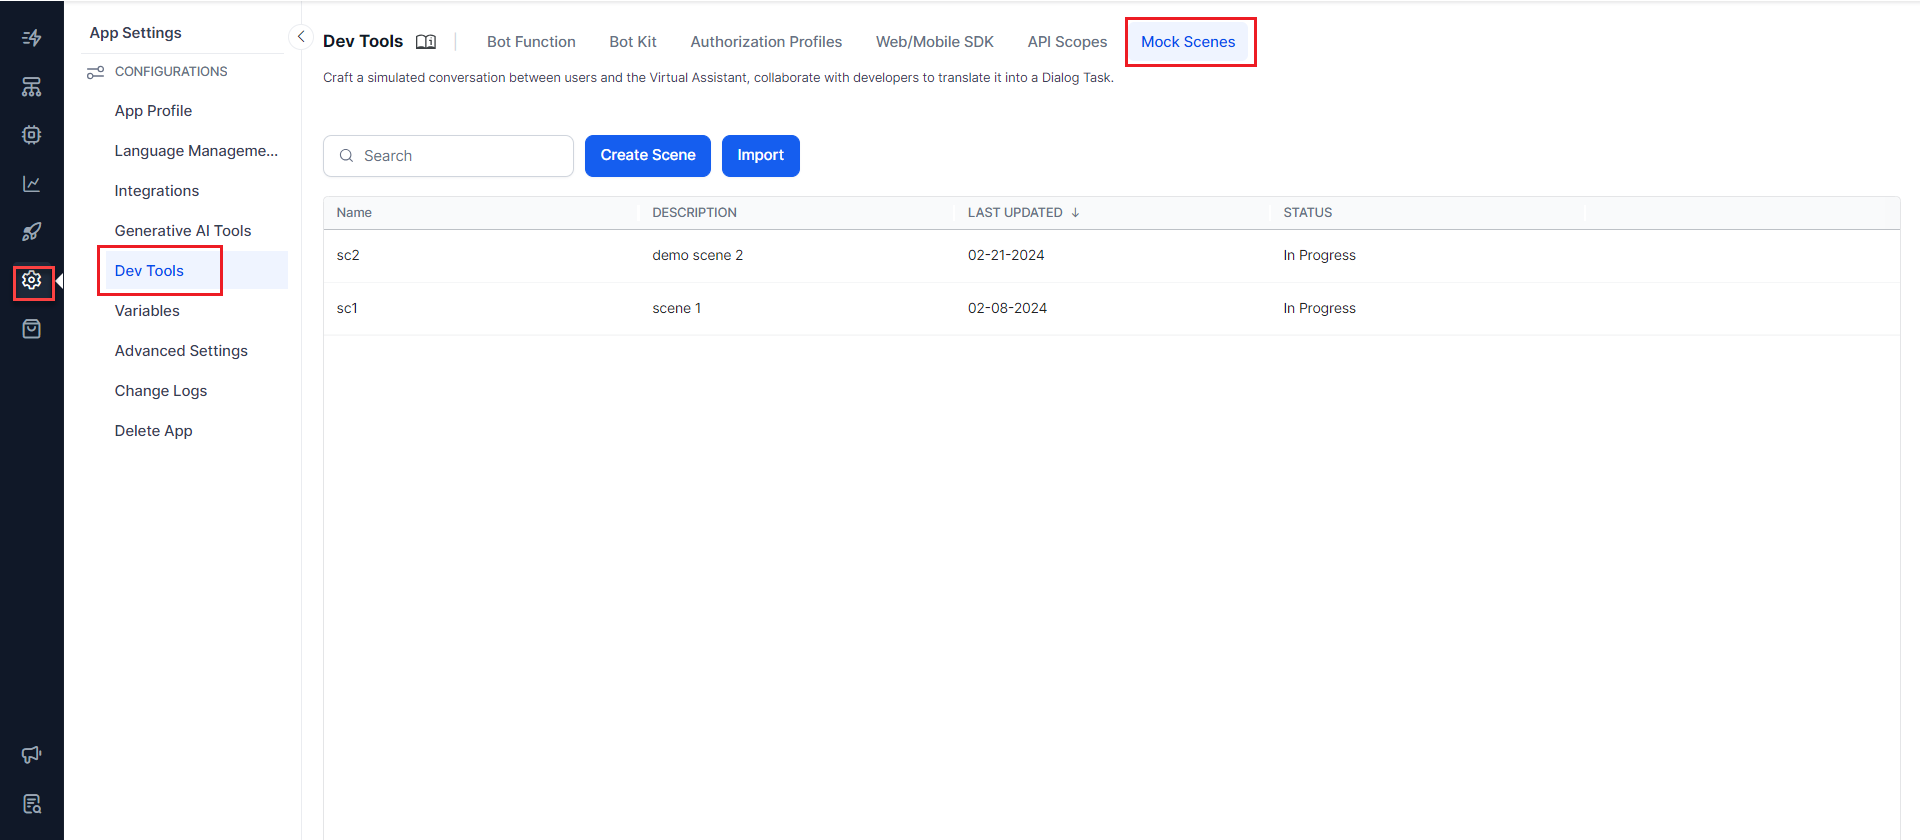 App Settings
CONFIGURATIONS
App Profile
Language Manageme...
Integrations
Generative AI Tools
Dev Tools
Variables
Advanced Settings
Change Logs
Delete App
Dev Tools Bot Function Bot Kit Authorization Profiles Web/Mobile SDK API Scopes Mock Scenes
Craft a simulated conversation between users and the Virtual Assistant, collaborate with developers to translate it into a Dialog Task.
Search Create Scene Import
Name DESCRIPTION LAST UPDATED ↓ STATUS
sc2 demo scene 2 02-21-2024 In Progress
sc1 scene 1 02-08-2024 In Progress